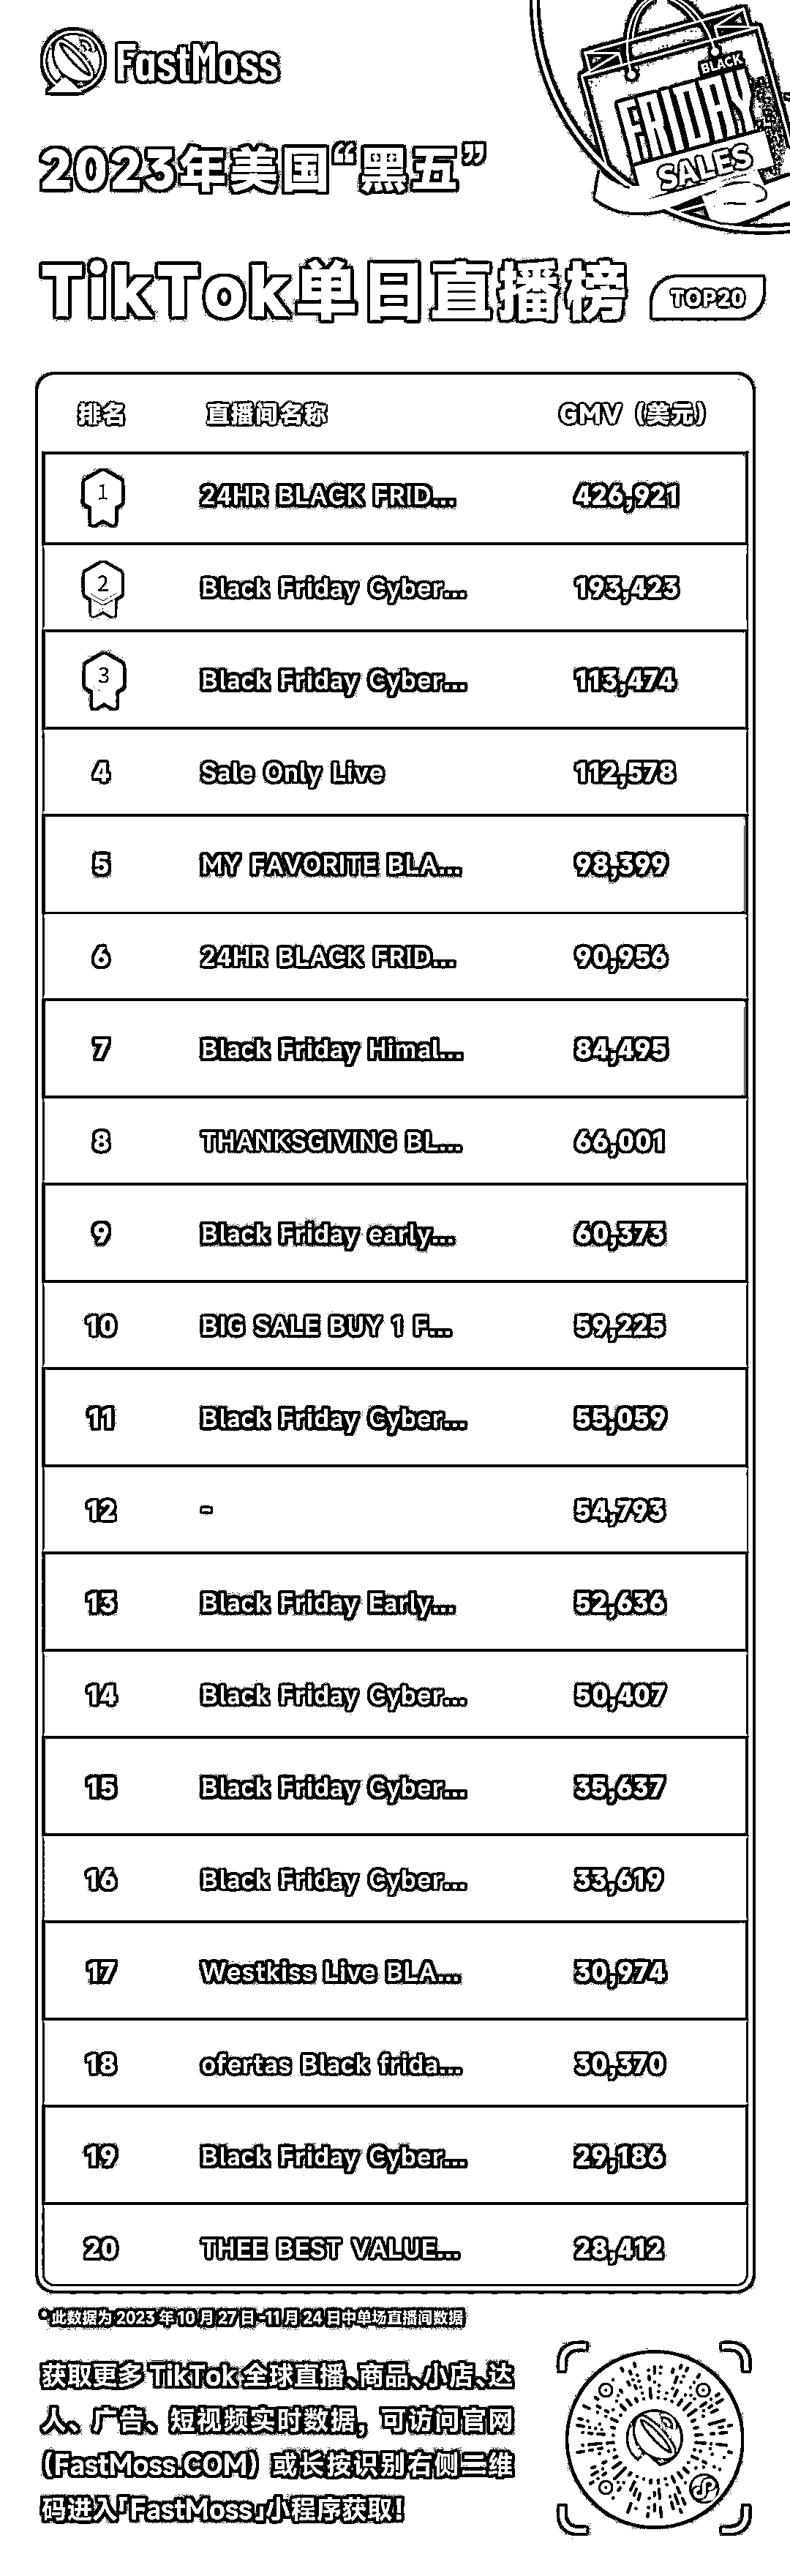 FastMoss
BLACK
FRIDAY
SALES
2023年美国“黑五”
TikTok单日直播榜 TOP20
排名 直播间名称 GMV（美元）
1 24HR BLACK FRID... 426,921
2 Black Friday Cyber... 193,423
3 Black Friday Cyber... 113,474
4 Sale Only Live 112,578
5 MY FAVORITE BLA... 98,399
6 24HR BLACK FRID... 90,956
7 Black Friday Himal... 84,495
8 THANKSGIVING BL... 66,001
9 Black Friday early... 60,373
10 BIG SALE BUY 1 F... 59,225
11 Black Friday Cyber... 55,059
12 - 54,793
13 Black Friday Early... 52,636
14 Black Friday Cyber... 50,407
15 Black Friday Cyber... 35,637
16 Black Friday Cyber... 33,619
17 Westkiss Live BLA... 30,974
18 ofertas Black frida... 30,370
19 Black Friday Cyber... 29,186
20 THEE BEST VALUE... 28,412
*此数据为2023年10月27日-11月24日中单场直播间数据
获取更多 TikTok 全球直播、商品、小店、达
人、广告、短视频实时数据，可访问官网
(FastMoss.COM）或长按识别右侧二维
码进入「FastMoss」小程序获取！